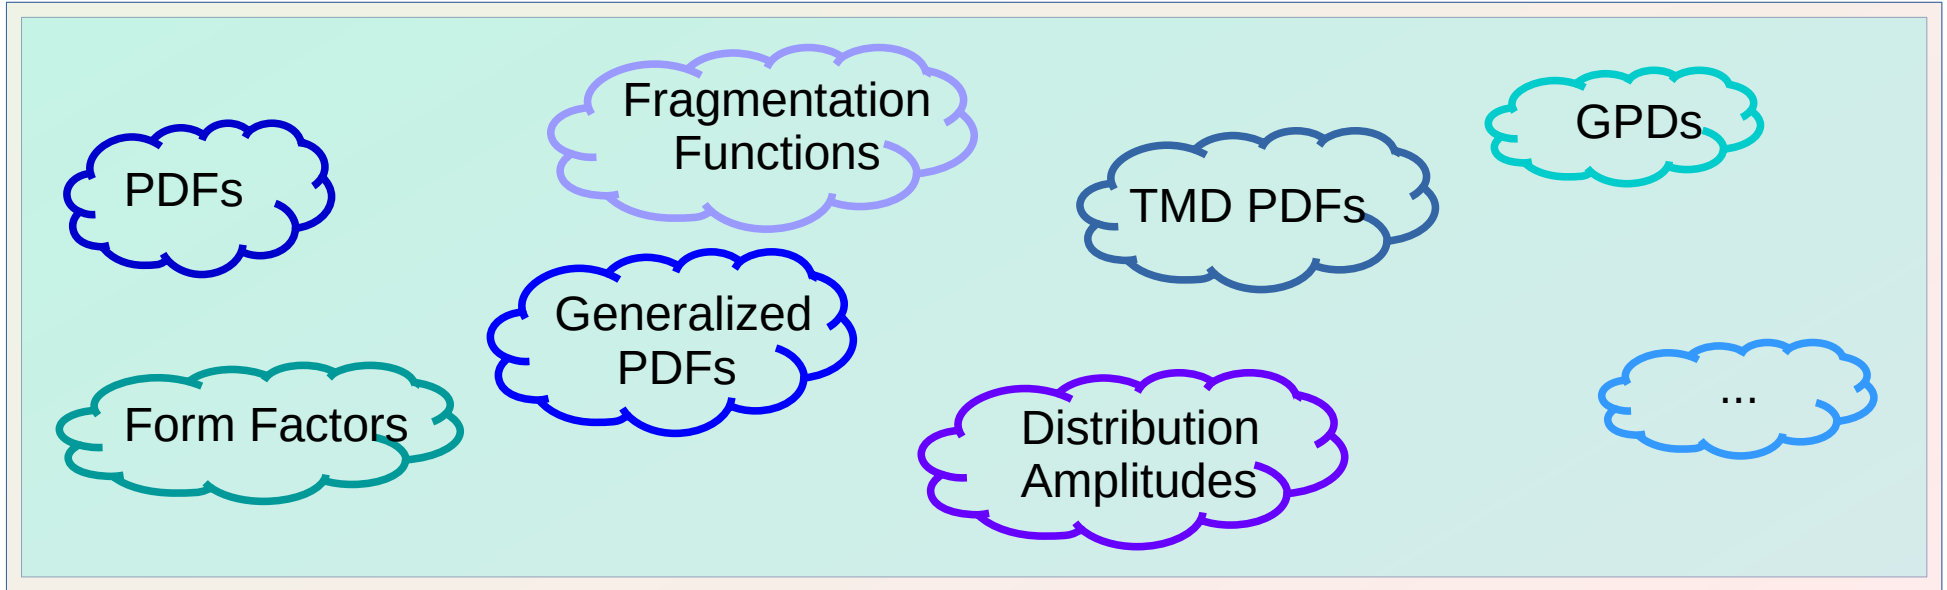 Fragmentation
Functions
GPDs
PDFs
TMD PDFs
Generalized
PDFs
Form Factors
Distribution
Amplitudes
...